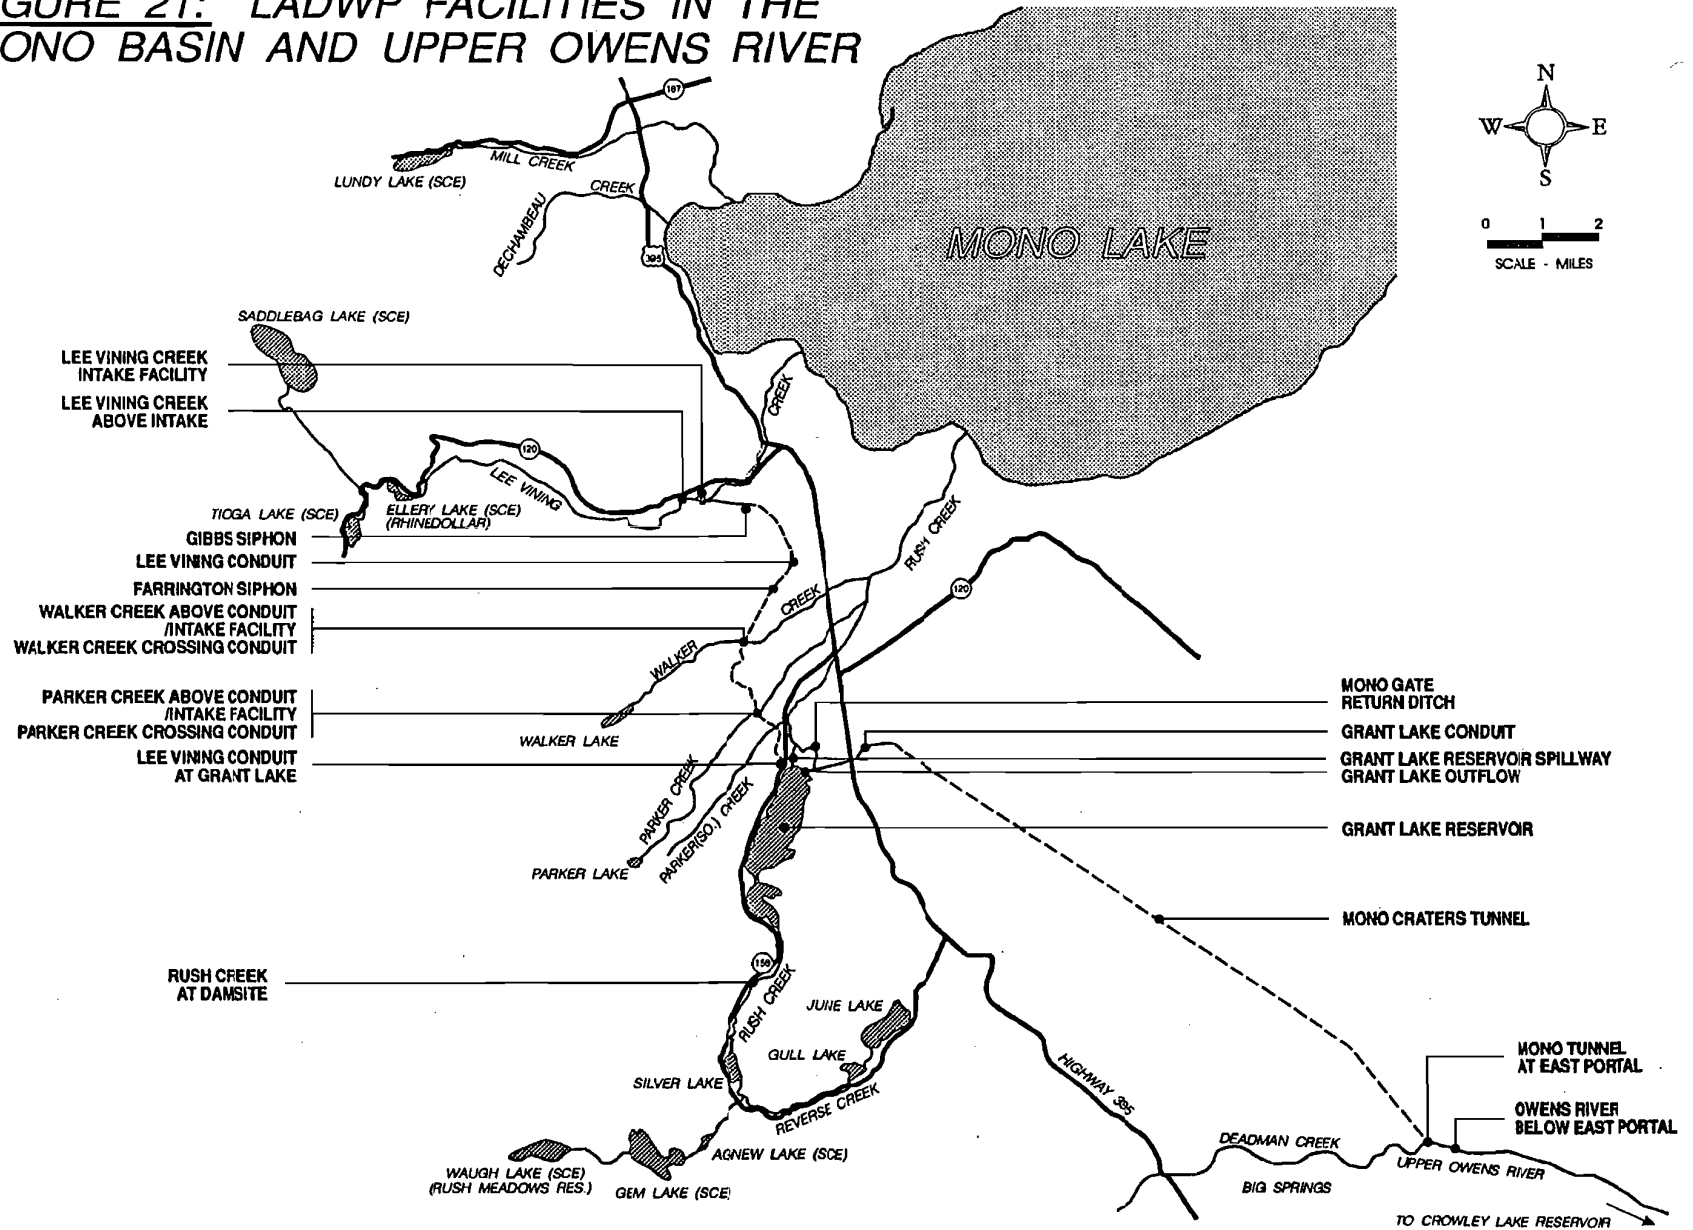 GURE 21: LADWP FACILITIES IN THE
ONO BASIN AND UPPER OWENS RIVER
167
N
W E
S
0 1 2
SCALE - MILES
MILL CREEK
LUNDY LAKE (SCE)
CREEK
DECHAMBEAU
395
MONO LAKE
SADDLEBAG LAKE (SCE)
LEE VINING CREEK
INTAKE FACILITY
LEE VINING CREEK
ABOVE INTAKE
CREEK
120
LEE VINING
TIOGA LAKE (SCE)
ELLERY LAKE (SCE)
(RHINEDOLLAR)
GIBBS SIPHON
LEE VINING CONDUIT
FARRINGTON SIPHON
WALKER CREEK ABOVE CONDUIT
/INTAKE FACILITY
WALKER CREEK CROSSING CONDUIT
RUSH CREEK
120
CREEK
WALKER
WALKER LAKE
PARKER CREEK ABOVE CONDUIT
/INTAKE FACILITY
PARKER CREEK CROSSING CONDUIT
LEE VINING CONDUIT
AT GRANT LAKE
MONO GATE
RETURN DITCH
GRANT LAKE CONDUIT
GRANT LAKE RESERVOIR SPILLWAY
GRANT LAKE OUTFLOW
GRANT LAKE RESERVOIR
PARKER CREEK
PARKER(SO.) CREEK
PARKER LAKE
MONO CRATERS TUNNEL
RUSH CREEK
AT DAMSITE
158
RUSH CREEK
JUNE LAKE
GULL LAKE
SILVER LAKE
REVERSE CREEK
HIGHWAY 395
AGNEW LAKE (SCE)
WAUGH LAKE (SCE)
(RUSH MEADOWS RES.)
GEM LAKE (SCE)
MONO TUNNEL
AT EAST PORTAL
OWENS RIVER
BELOW EAST PORTAL
DEADMAN CREEK
UPPER OWENS RIVER
BIG SPRINGS
TO CROWLEY LAKE RESERVOIR